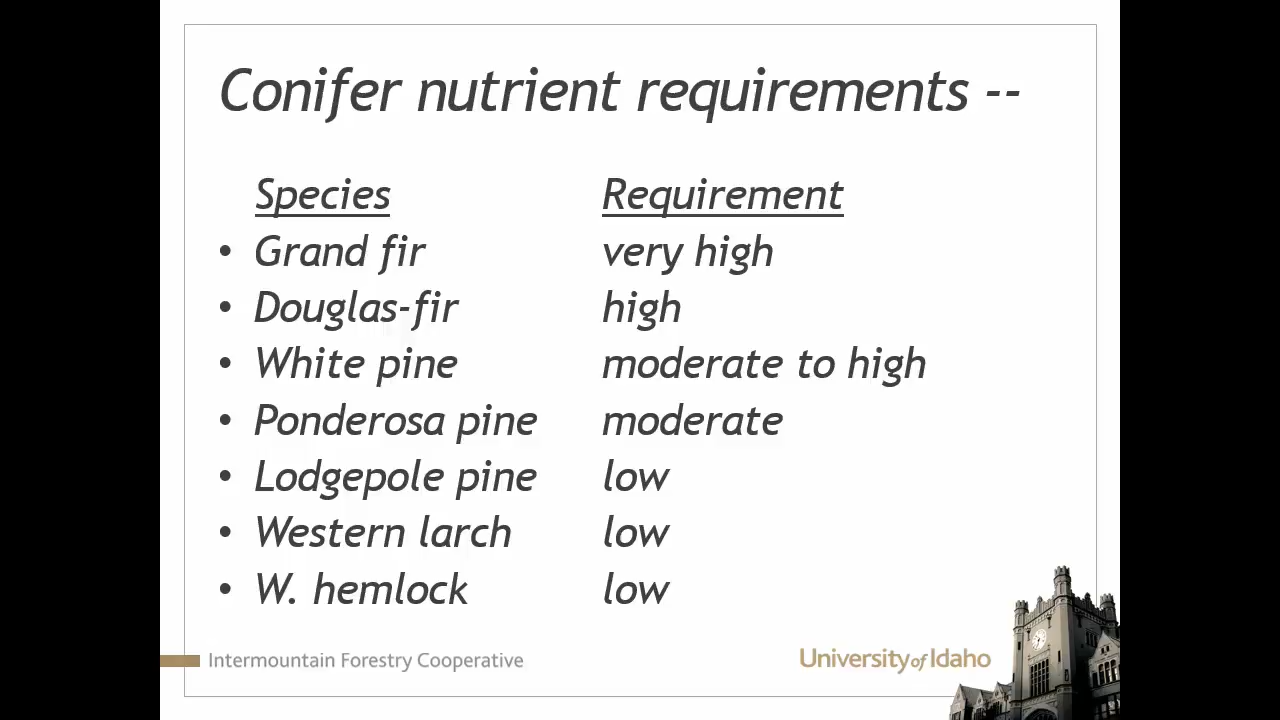 Conifer nutrient requirements --
Species Requirement
• Grand fir very high
• Douglas-fir high
• White pine moderate to high
• Ponderosa pine moderate
• Lodgepole pine low
• Western larch low
• W. hemlock low
Intermountain Forestry Cooperative University of Idaho